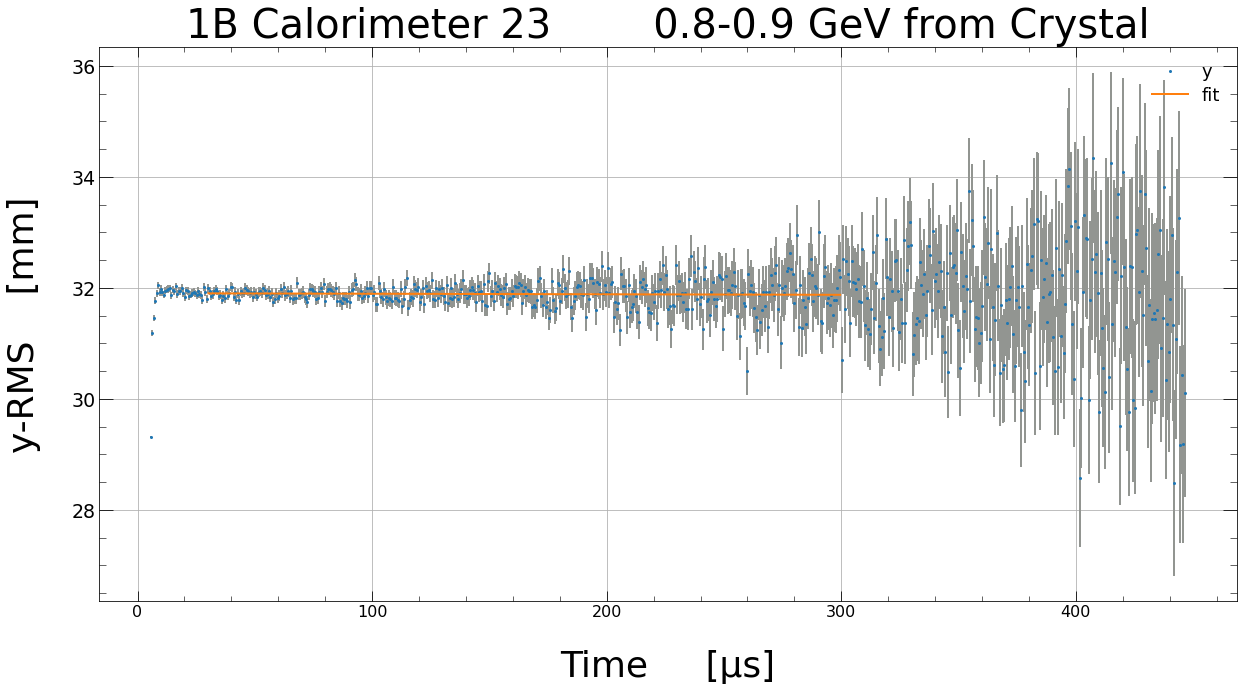 1B Calorimeter 23 0.8-0.9 GeV from Crystal
y
fit
y-RMS [mm]
36
34
32
30
28
0 100 200 300 400
Time [μs]